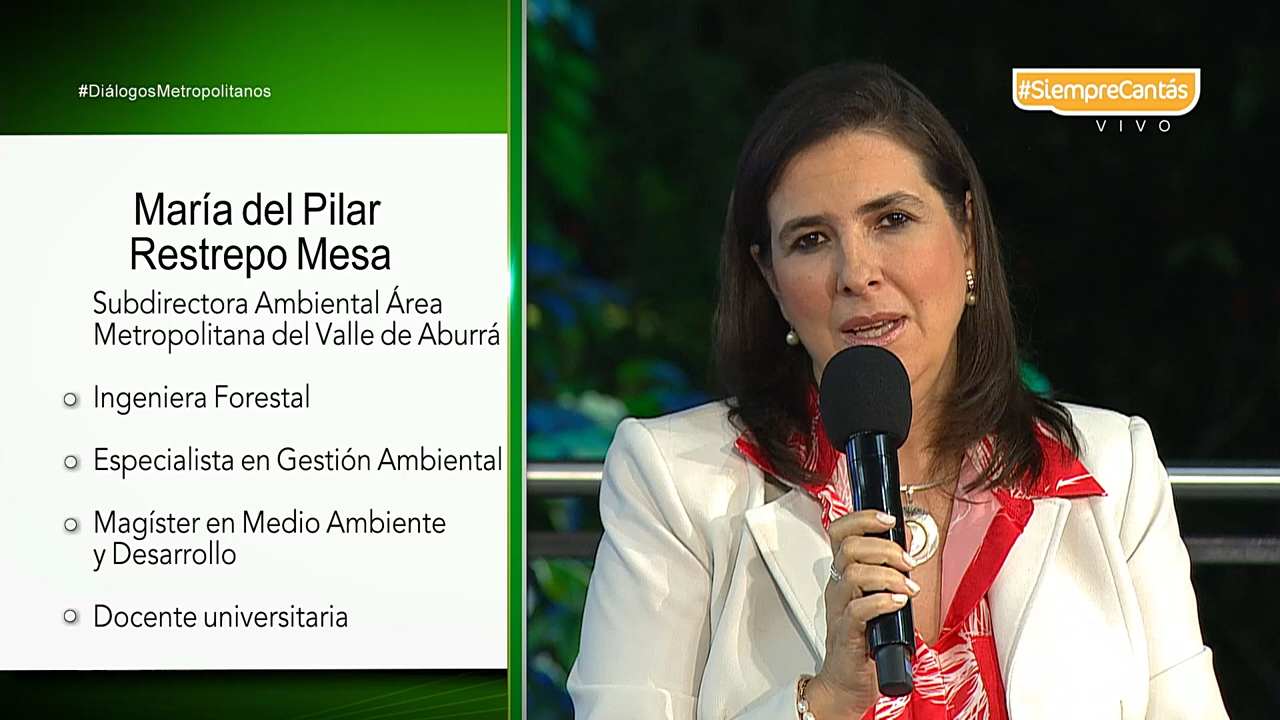 #DiálogosMetropolitanos
María del Pilar
Restrepo Mesa
Subdirectora Ambiental Área
Metropolitana del Valle de Aburrá
Ingeniera Forestal
Especialista en Gestión Ambiental
Magíster en Medio Ambiente
y Desarrollo
Docente universitaria
#SiempreCantás
VIVO